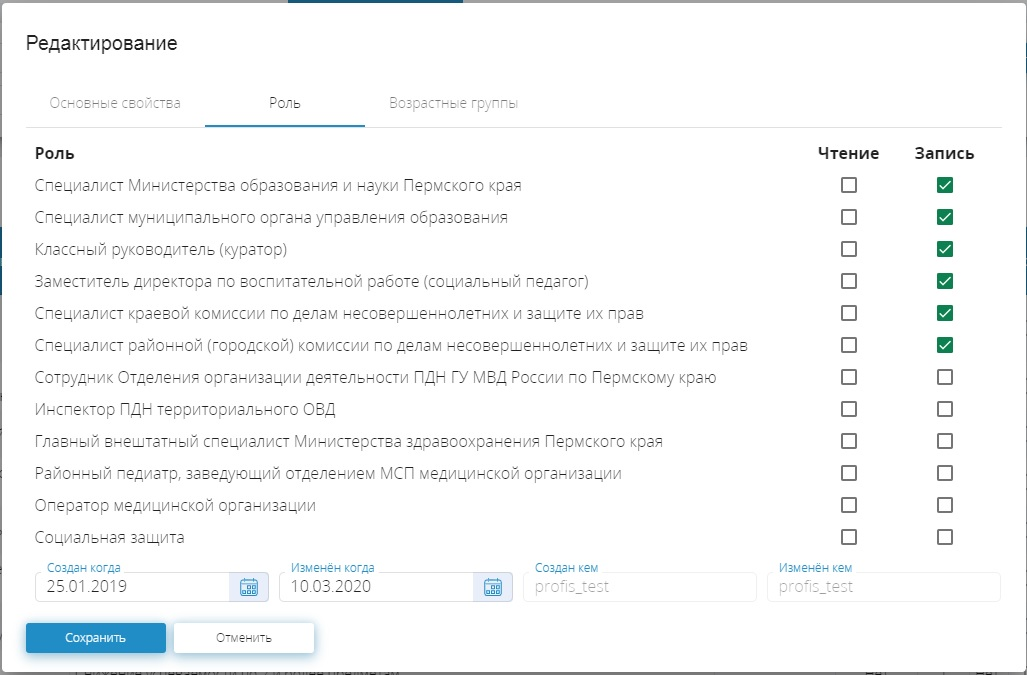 Редактирование
Основные свойства Роль Возрастные группы
Роль Чтение Запись
Специалист Министерства образования и науки Пермского края
Специалист муниципального органа управления образования
Классный руководитель (куратор)
Заместитель директора по воспитательной работе (социальный педагог)
Специалист краевой комиссии по делам несовершеннолетних и защите их прав
Специалист районной (городской) комиссии по делам несовершеннолетних и защите их прав
Сотрудник Отделения организации деятельности ПДН ГУ МВД России по Пермскому краю
Инспектор ПДН территориального ОВД
Главный внештатный специалист Министерства здравоохранения Пермского края
Районный педиатр, заведующий отделением МСП медицинской организации
Оператор медицинской организации
Социальная защита
Создан когда Изменён когда Создан кем Изменён кем
25.01.2019 10.03.2020 profis_test profis_test
Сохранить Отменить